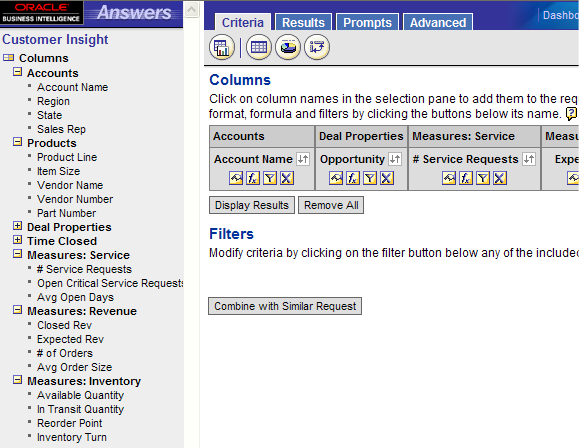 ORACLE
BUSINESS INTELLIGENCE
Answers
Customer Insight
Columns
Accounts
Account Name
Region
State
Sales Rep
Products
Product Line
Item Size
Vendor Name
Vendor Number
Part Number
Deal Properties
Time Closed
Measures: Service
# Service Requests
Open Critical Service Requests
Avg Open Days
Measures: Revenue
Closed Rev
Expected Rev
# of Orders
Avg Order Size
Measures: Inventory
Available Quantity
In Transit Quantity
Reorder Point
Inventory Turn
Criteria Results Prompts Advanced
Dashbo
Columns
Click on column names in the selection pane to add them to the req
format, formula and filters by clicking the buttons below its name.
Accounts Deal Properties Measures: Service Measu
Account Name Opportunity # Service Requests Expe
Display Results Remove All
Filters
Modify criteria by clicking on the filter button below any of the include
Combine with Similar Request